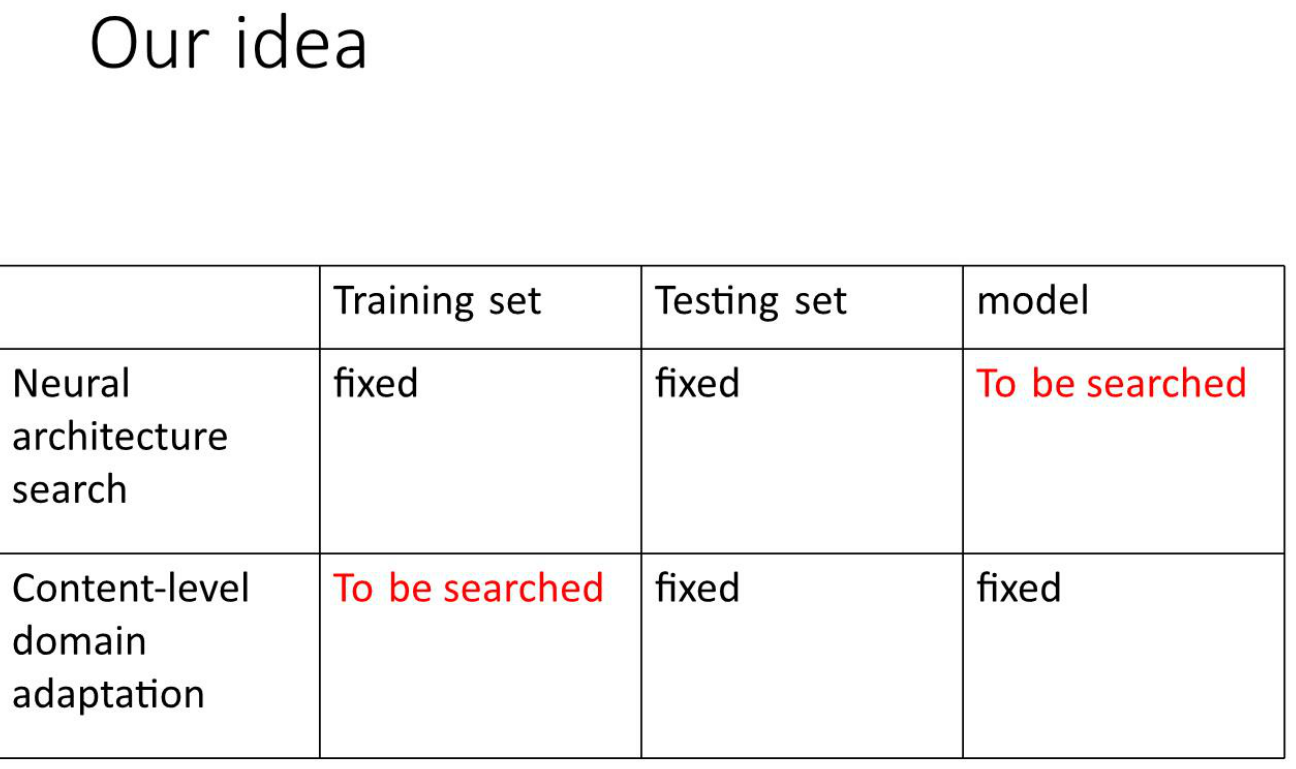 Our idea
Training set
Testing set
model
Neural
architecture
search
fixed
fixed
To be searched
Content-level
domain
adaptation
To be searched
fixed
fixed